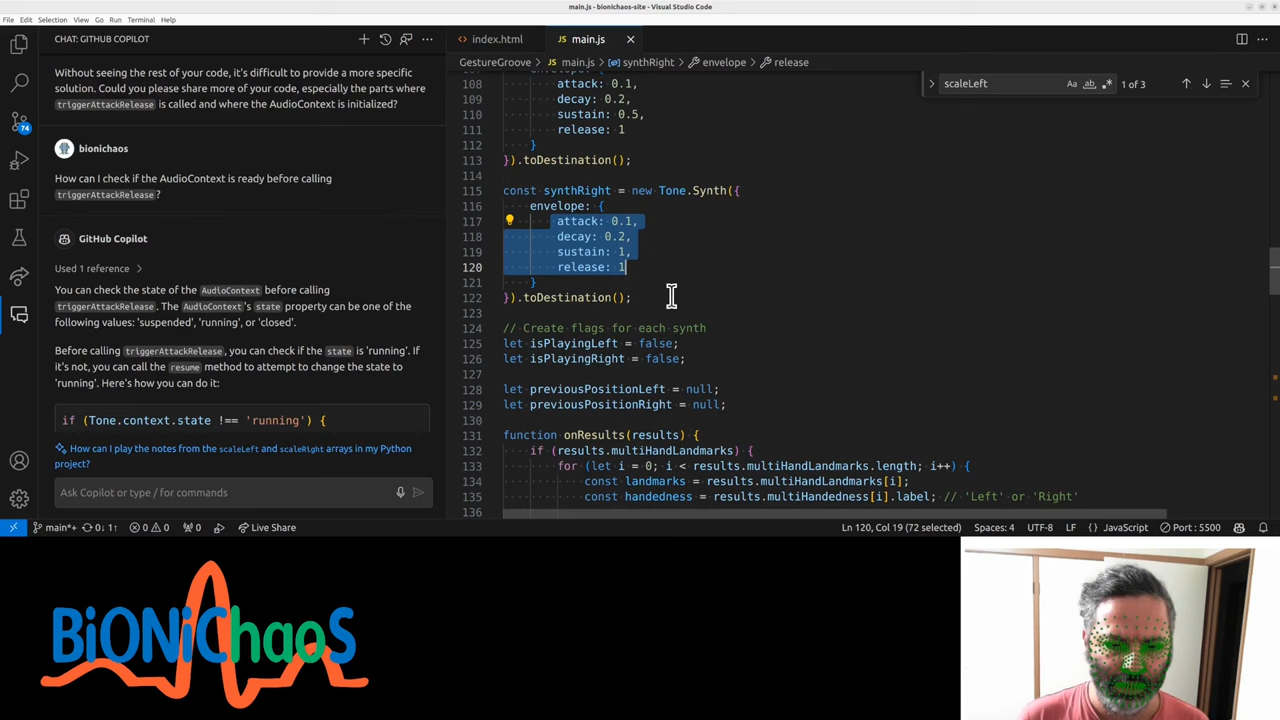 main.js - bionichaos-site - Visual Studio Code
File Edit Selection View Go Run Terminal Help
CHAT: GITHUB COPILOT
Without seeing the rest of your code, it's difficult to provide a more specific
solution. Could you please share more of your code, especially the parts where
triggerAttackRelease is called and where the AudioContext is initialized?
bionichaos
How can I check if the AudioContext is ready before calling
triggerAttackRelease?
GitHub Copilot
Used 1 reference
You can check the state of the AudioContext before calling
triggerAttackRelease. The AudioContext's state property can be one of the
following values: 'suspended', 'running', or 'closed'.
Before calling triggerAttackRelease, you can check if the state is 'running'. If
it's not, you can call the resume method to attempt to change the state to
'running'. Here's how you can do it:
if (Tone.context.state !== 'running') {
How can I play the notes from the scaleLeft and scaleRight arrays in my Python
project?
Ask Copilot or type / for commands
74
index.html
JS main.js
GestureGroove > JS main.js > synthRight > envelope > release
scaleLeft Aa ab .* 1 of 3
108 attack: 0.1,
109 decay: 0.2,
110 sustain: 0.5,
111 release: 1
112 }
113 }).toDestination();
114
115 const synthRight = new Tone.Synth({
116 envelope: {
117 attack: 0.1,
118 decay: 0.2,
119 sustain: 1,
120 release: 1
121 }
122 }).toDestination();
123
124 // Create flags for each synth
125 let isPlayingLeft = false;
126 let isPlayingRight = false;
127
128 let previousPositionLeft = null;
129 let previousPositionRight = null;
130
131 function onResults(results) {
132 if (results.multiHandLandmarks) {
133 for (let i = 0; i < results.multiHandLandmarks.length; i++) {
134 const landmarks = results.multiHandLandmarks[i];
135 const handedness = results.multiHandedness[i].label; // 'Left' or 'Right'
136
main*+ 0↓ 1↑ 0 0 0 Live Share Ln 120, Col 19 (72 selected) Spaces: 4 UTF-8 LF {} JavaScript Port : 5500
BiONiChaoS